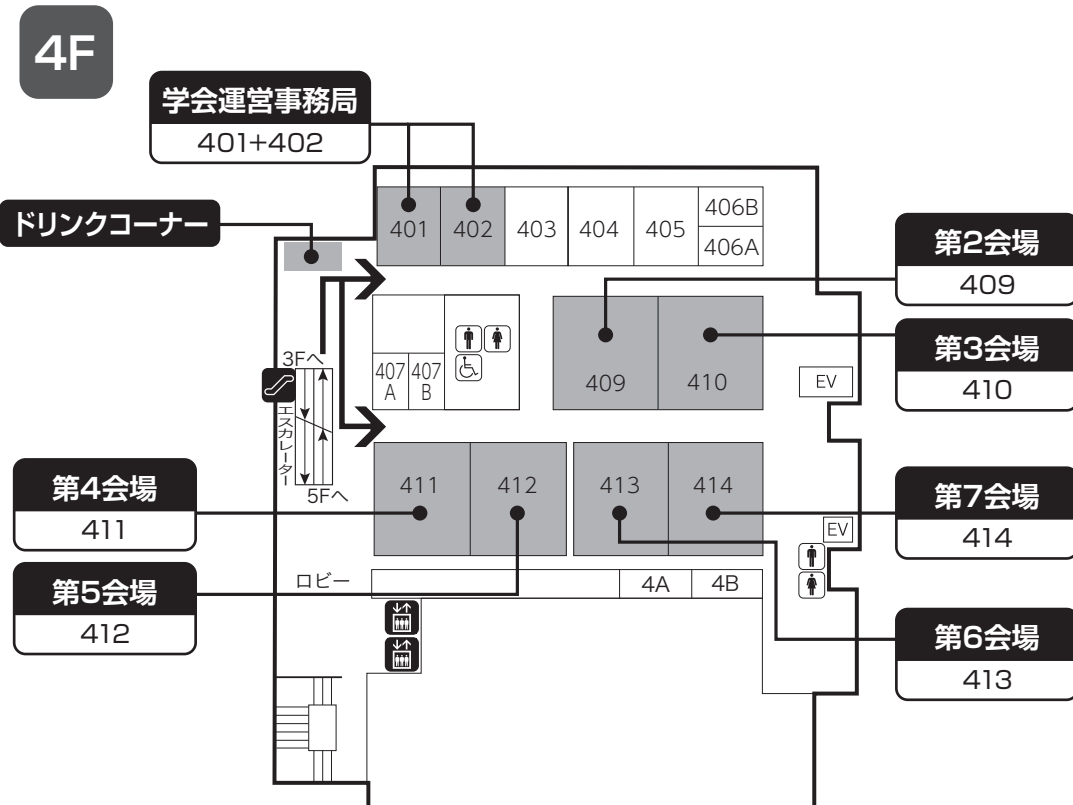 4F
学会運営事務局
401+402
ドリンクコーナー
401
402
403
404
405
406B
406A
第2会場
409
第3会場
410
3Fへ
エスカレーター
5Fへ
407
A
407
B
409
410
EV
411
412
413
414
第4会場
411
第5会場
412
第7会場
414
EV
ロビー
4A
4B
第6会場
413